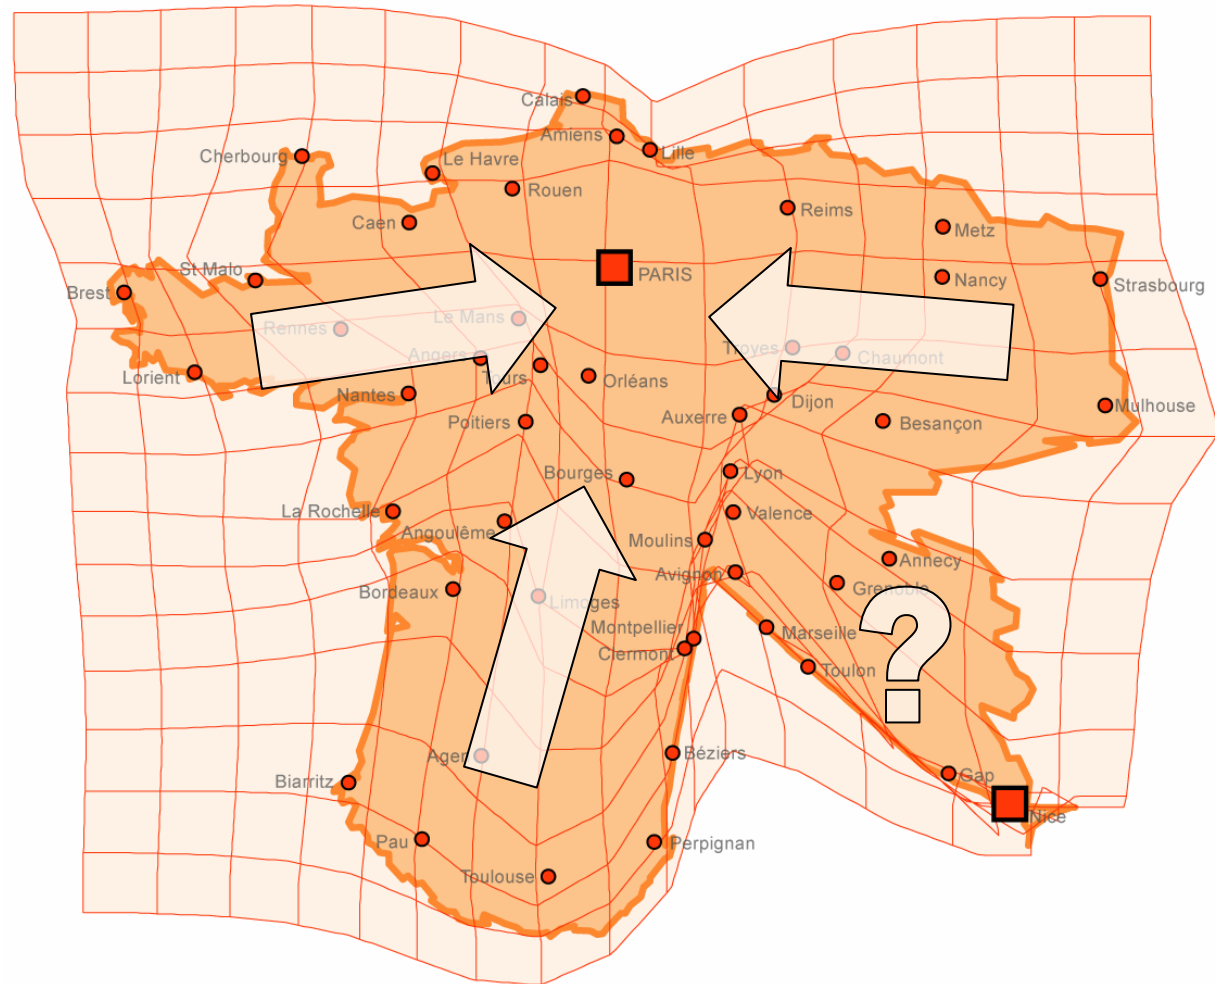 Calais
Amiens
Lille
Cherbourg
Le Havre
Rouen
Caen
Reims
Metz
St Malo
PARIS
Nancy
Strasbourg
Brest
Rennes
Le Mans
Troyes
Chaumont
Angers
Tours
Lorient
Orléans
Nantes
Dijon
Mulhouse
Auxerre
Poitiers
Besançon
Bourges
Lyon
La Rochelle
Valence
Angoulême
Moulins
Annecy
Avignon
Bordeaux
Grenoble
Limoges
Montpellier
Marseille
Clermont
Toulon
?
Béziers
Agen
Gap
Biarritz
Nice
Pau
Perpignan
Toulouse